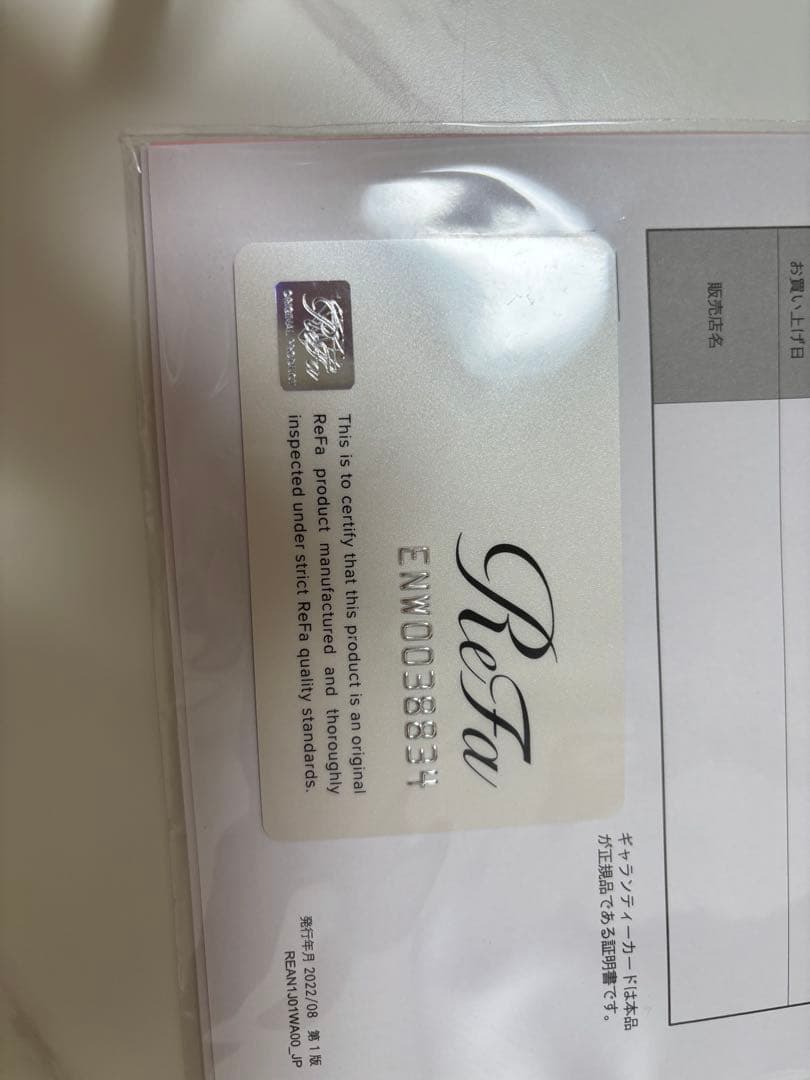 お買い上げ日
販売店名
ReFa
ENW0038834
ORIGINAL PRODUCT
This is to certify that this product is an original
ReFa product manufactured and thoroughly
inspected under strict ReFa quality standards.
ギャランティーカードは本品
が正規品である証明書です。
発行年月 2022/08 第1版
REAN1J01WA00_JP